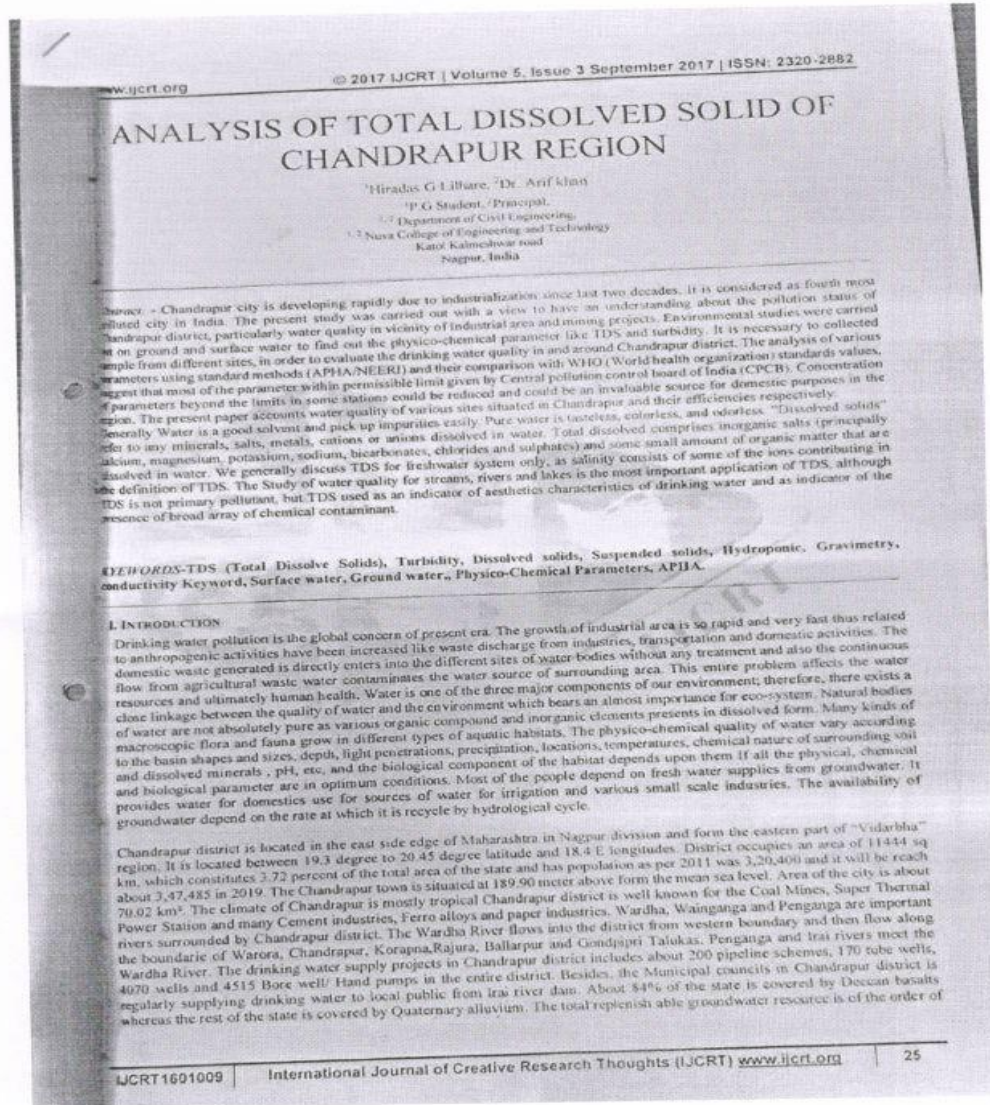 w.ijcrt.org © 2017 IJCRT | Volume 5, Issue 3 September 2017 | ISSN: 2320-2882
ANALYSIS OF TOTAL DISSOLVED SOLID OF
CHANDRAPUR REGION
¹Hiradas G Lilhare, ²Dr. Arif khan
¹P.G Student, ²Principal,
¹,² Department of Civil Engineering,
¹,² Nuva College of Engineering and Technology
Katol Kalmeshwar road
Nagpur, India
- Chandrapur city is developing rapidly due to industrialization since last two decades. It is considered as fourth most
lluted city in India. The present study was carried out with a view to have an understanding about the pollution status of
handrapur district, particularly water quality in vicinity of Industrial area and mining projects. Environmental studies were carried
on ground and surface water to find out the physico-chemical parameter like TDS and turbidity. It is necessary to collected
mple from different sites, in order to evaluate the drinking water quality in and around Chandrapur district. The analysis of various
rameters using standard methods (APHA/NEERI) and their comparison with WHO (World health organization) standards values,
ggest that most of the parameter within permissible limit given by Central pollution control board of India (CPCB). Concentration
f parameters beyond the limits in some stations could be reduced and could be an invaluable source for domestic purposes in the
egion. The present paper accounts water quality of various sites situated in Chandrapur and their efficiencies respectively.
enerally Water is a good solvent and pick up impurities easily. Pure water is tasteless, colorless, and odorless. "Dissolved solids"
efer to any minerals, salts, metals, cations or anions dissolved in water. Total dissolved comprises inorganic salts (principally
alcium, magnesium, potassium, sodium, bicarbonates, chlorides and sulphates) and some small amount of organic matter that are
ssolved in water. We generally discuss TDS for freshwater system only, as salinity consists of some of the ions contributing in
he definition of TDS. The Study of water quality for streams, rivers and lakes is the most important application of TDS, although
TDS is not primary pollutant, but TDS used as an indicator of aesthetics characteristics of drinking water and as indicator of the
resence of broad array of chemical contaminant.
EYEWORDS-TDS (Total Dissolve Solids), Turbidity, Dissolved solids, Suspended solids, Hydroponic, Gravimetry,
onductivity Keyword, Surface water, Ground water,, Physico-Chemical Parameters, APHA.
I. INTRODUCTION
Drinking water pollution is the global concern of present era. The growth of industrial area is so rapid and very fast thus related
to anthropogenic activities have been increased like waste discharge from industries, transportation and domestic activities. The
domestic waste generated is directly enters into the different sites of water bodies without any treatment and also the continuous
flow from agricultural waste water contaminates the water source of surrounding area. This entire problem affects the water
resources and ultimately human health, Water is one of the three major components of our environment; therefore, there exists a
close linkage between the quality of water and the environment which bears an almost importance for eco-system. Natural bodies
of water are not absolutely pure as various organic compound and inorganic elements presents in dissolved form. Many kinds of
macroscopic flora and fauna grow in different types of aquatic habitats. The physico-chemical quality of water vary according
to the basin shapes and sizes, depth, light penetrations, precipitation, locations, temperatures, chemical nature of surrounding soil
and dissolved minerals , pH, etc, and the biological component of the habitat depends upon them If all the physical, chemical
and biological parameter are in optimum conditions. Most of the people depend on fresh water supplies from groundwater. It
provides water for domestics use for sources of water for irrigation and various small scale industries. The availability of
groundwater depend on the rate at which it is recycle by hydrological cycle.
Chandrapur district is located in the east side edge of Maharashtra in Nagpur division and form the eastern part of "Vidarbha"
region. It is located between 19.3 degree to 20.45 degree latitude and 18.4 E longitudes. District occupies an area of 11444 sq
km, which constitutes 3.72 percent of the total area of the state and has population as per 2011 was 3,20,400 and it will be reach
about 3,47,485 in 2019. The Chandrapur town is situated at 189.90 meter above form the mean sea level. Area of the city is about
70.02 km². The climate of Chandrapur is mostly tropical Chandrapur district is well known for the Coal Mines, Super Thermal
Power Station and many Cement industries, Ferro alloys and paper industries. Wardha, Wainganga and Penganga are important
rivers surrounded by Chandrapur district. The Wardha River flows into the district from western boundary and then flow along
the boundarie of Warora, Chandrapur, Korapna,Rajura, Ballarpur and Gondpipri Talukas. Penganga and Irai rivers meet the
Wardha River. The drinking water supply projects in Chandrapur district includes about 200 pipeline schemes, 170 tube wells,
4070 wells and 4515 Bore well/ Hand pumps in the entire district. Besides, the Municipal councils in Chandrapur district is
regularly supplying drinking water to local public from Irai river dam. About 84% of the state is covered by Deccan basalts
whereas the rest of the state is covered by Quaternary alluvium. The total replenish able groundwater resource is of the order of
IJCRT1601009 International Journal of Creative Research Thoughts (IJCRT) www.ijcrt.org 25